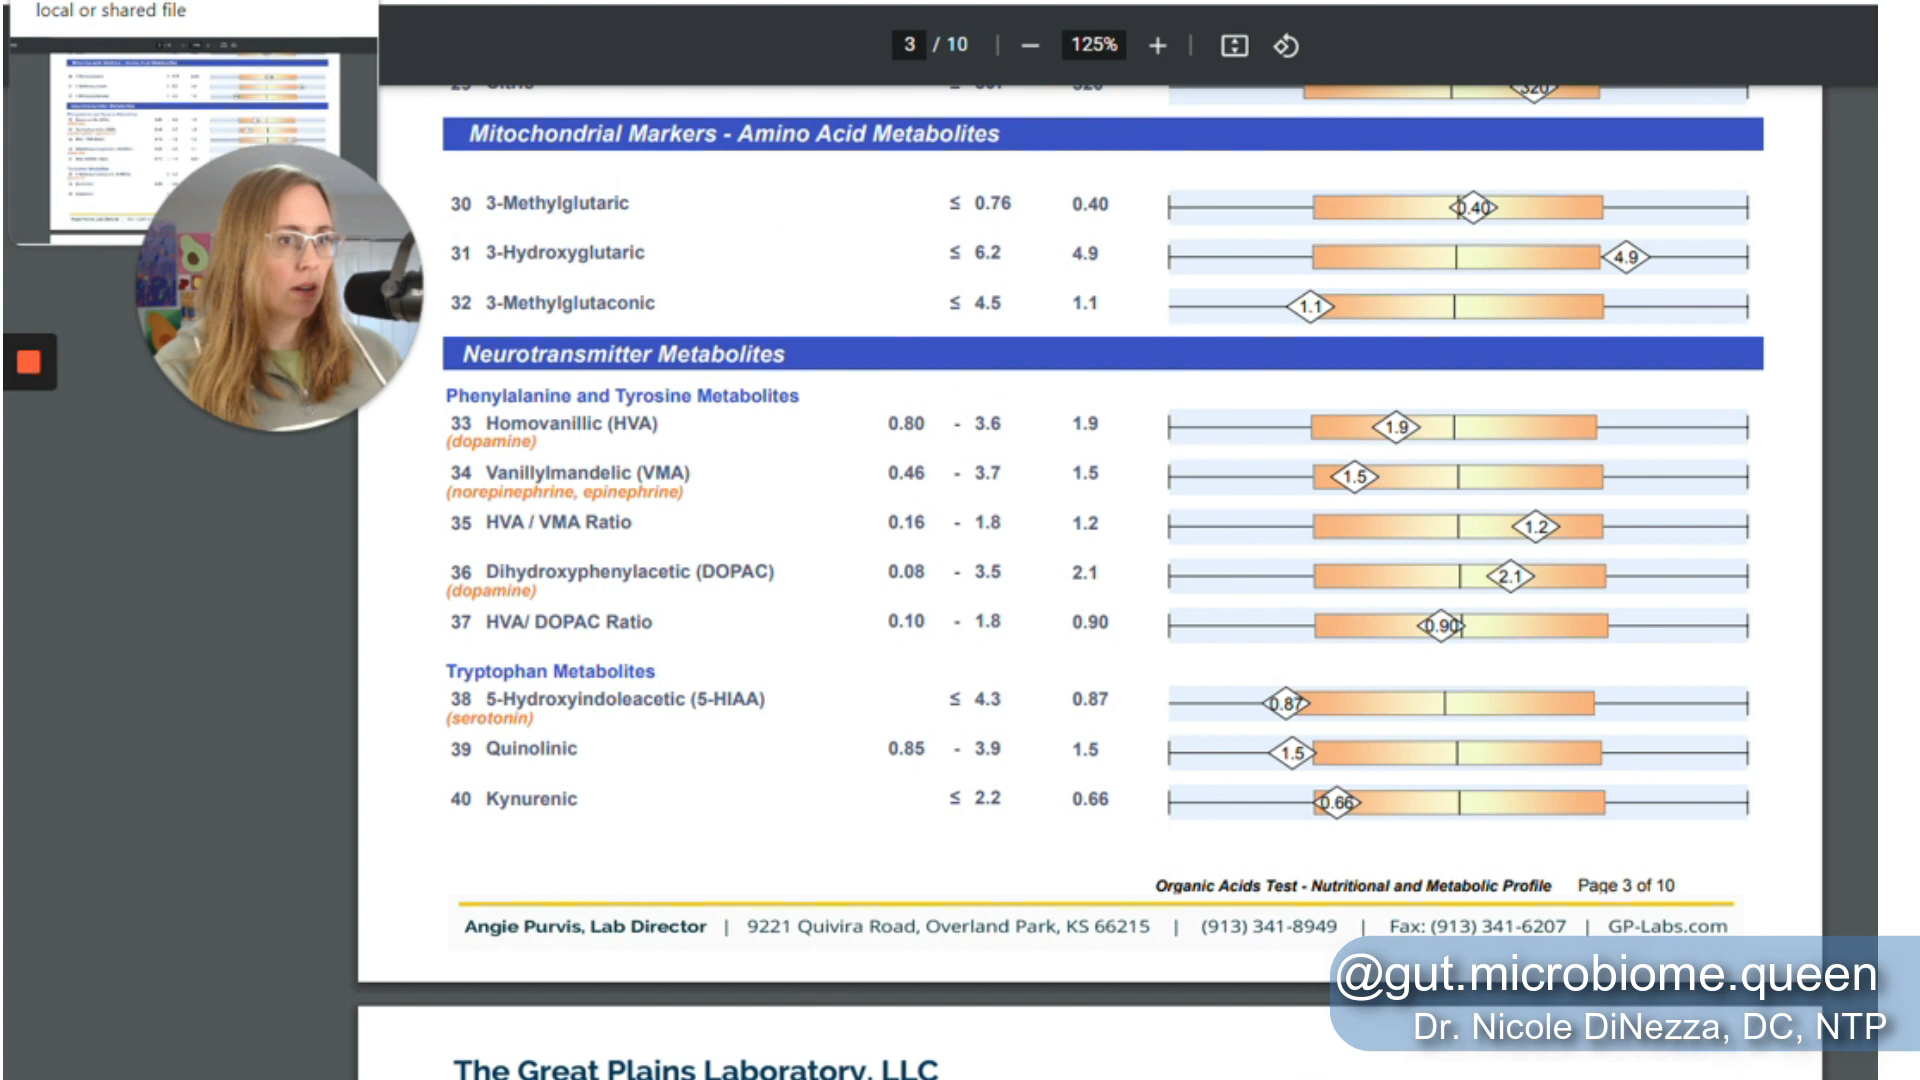 local or shared file
3 / 10 | — 125% + |
320
Mitochondrial Markers - Amino Acid Metabolites
30 3-Methylglutaric ≤ 0.76 0.40 0.40
31 3-Hydroxyglutaric ≤ 6.2 4.9 4.9
32 3-Methylglutaconic ≤ 4.5 1.1 1.1
Neurotransmitter Metabolites
Phenylalanine and Tyrosine Metabolites
33 Homovanillic (HVA) 0.80 - 3.6 1.9 1.9
(dopamine)
34 Vanillylmandelic (VMA) 0.46 - 3.7 1.5 1.5
(norepinephrine, epinephrine)
35 HVA / VMA Ratio 0.16 - 1.8 1.2 1.2
36 Dihydroxyphenylacetic (DOPAC) 0.08 - 3.5 2.1 2.1
(dopamine)
37 HVA/ DOPAC Ratio 0.10 - 1.8 0.90 0.90
Tryptophan Metabolites
38 5-Hydroxyindoleacetic (5-HIAA) ≤ 4.3 0.87 0.87
(serotonin)
39 Quinolinic 0.85 - 3.9 1.5 1.5
40 Kynurenic ≤ 2.2 0.66 0.66
Organic Acids Test - Nutritional and Metabolic Profile Page 3 of 10
Angie Purvis, Lab Director | 9221 Quivira Road, Overland Park, KS 66215 | (913) 341-8949 | Fax: (913) 341-6207 | GP-Labs.com
@gut.microbiome.queen
Dr. Nicole DiNezza, DC, NTP
The Great Plains Laboratory, LLC